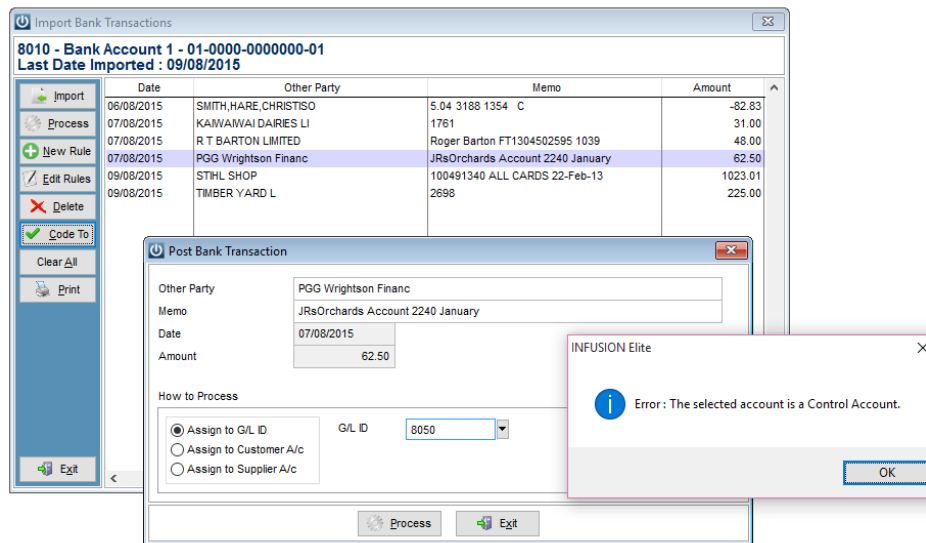 Import Bank Transactions
8010 - Bank Account 1 - 01-0000-0000000-01
Last Date Imported : 09/08/2015
Import
Process
New Rule
Edit Rules
Delete
Code To
Clear All
Print
Exit
Date Other Party Memo Amount
06/08/2015 SMITH,HARE,CHRISTISO 5.04 3188 1354 C -82.83
07/08/2015 KAIWAIWAI DAIRIES LI 1761 31.00
07/08/2015 R T BARTON LIMITED Roger Barton FT1304502595 1039 48.00
07/08/2015 PGG Wrightson Financ JRsOrchards Account 2240 January 62.50
09/08/2015 STIHL SHOP 100491340 ALL CARDS 22-Feb-13 1023.01
09/08/2015 TIMBER YARD L 2698 225.00
Post Bank Transaction
Other Party PGG Wrightson Financ
Memo JRsOrchards Account 2240 January
Date 07/08/2015
Amount 62.50
How to Process
Assign to G/L ID G/L ID 8050
Assign to Customer A/c
Assign to Supplier A/c
Process Exit
INFUSION Elite
Error : The selected account is a Control Account.
OK